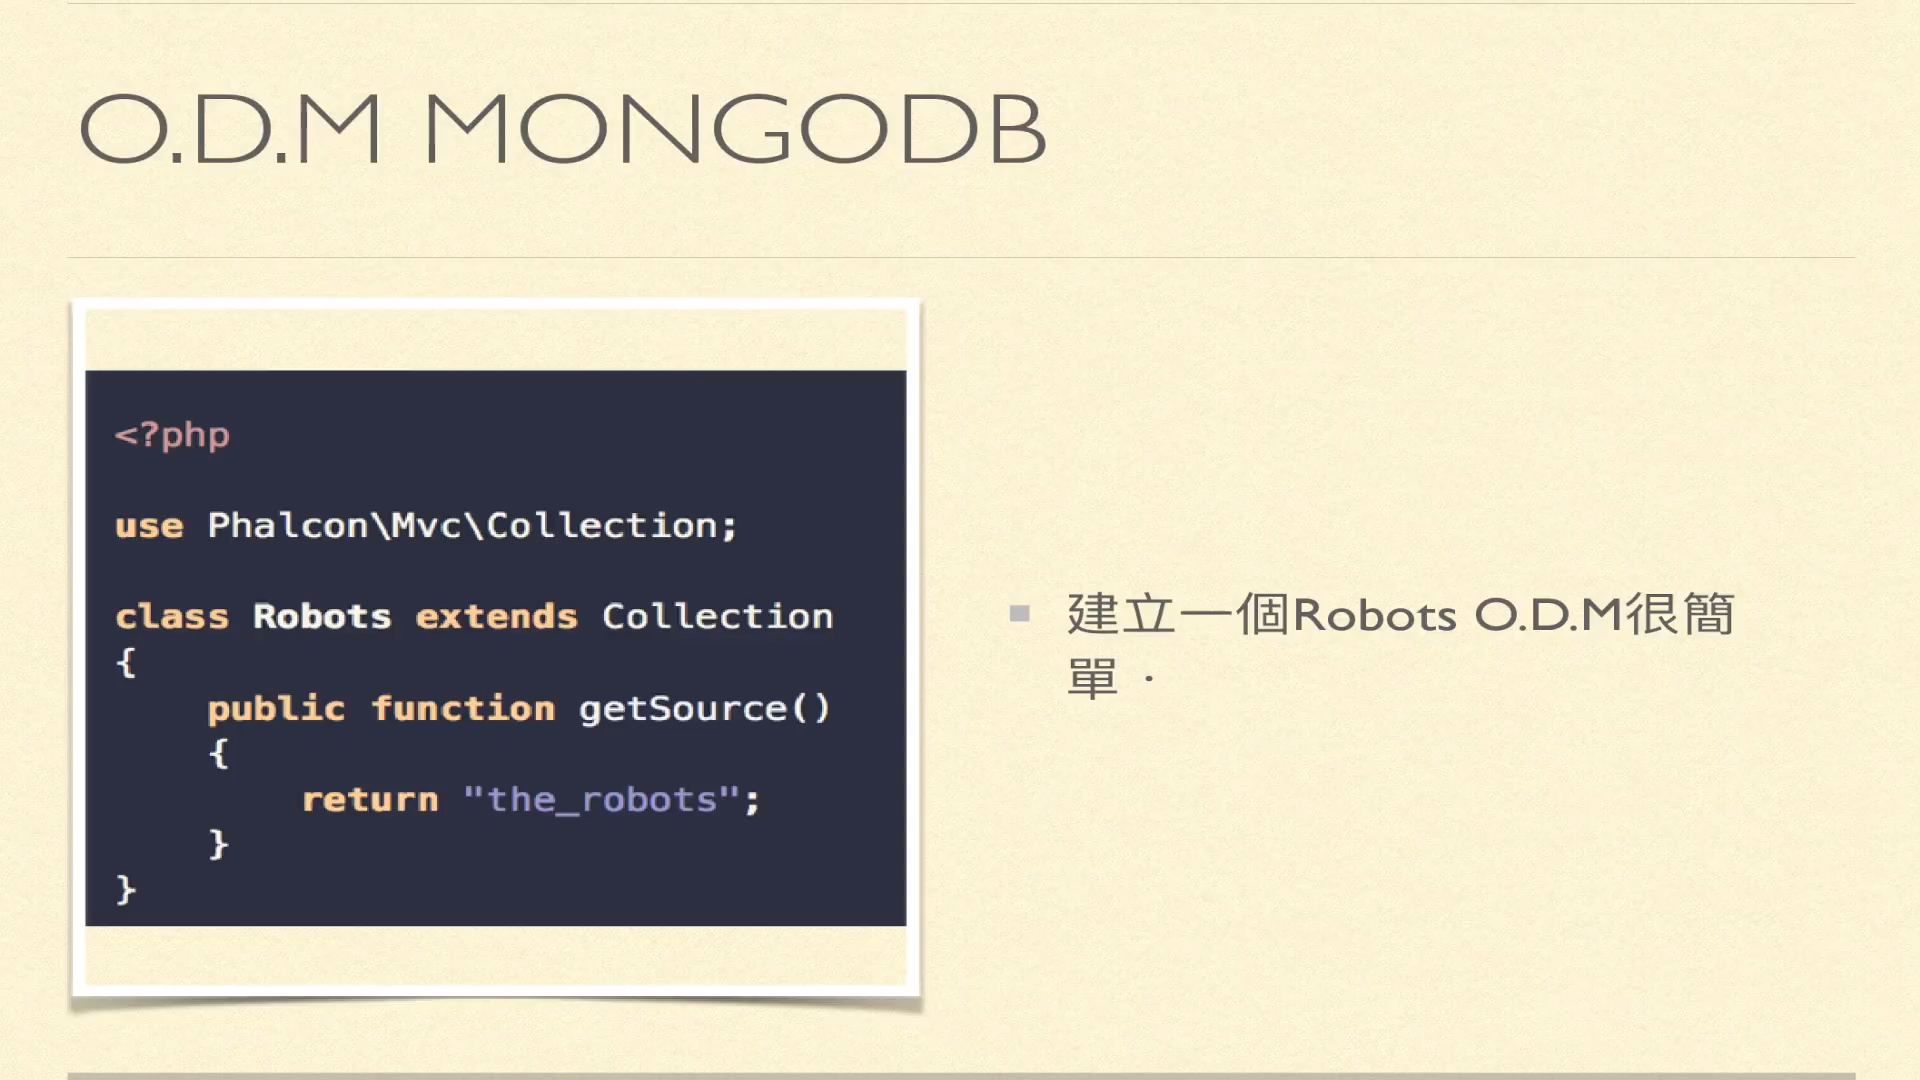 O.D.M MONGODB
<?php
use Phalcon\Mvc\Collection;
class Robots extends Collection
{
    public function getSource()
    {
        return "the_robots";
    }
}
建立一個Robots O.D.M很簡
單．